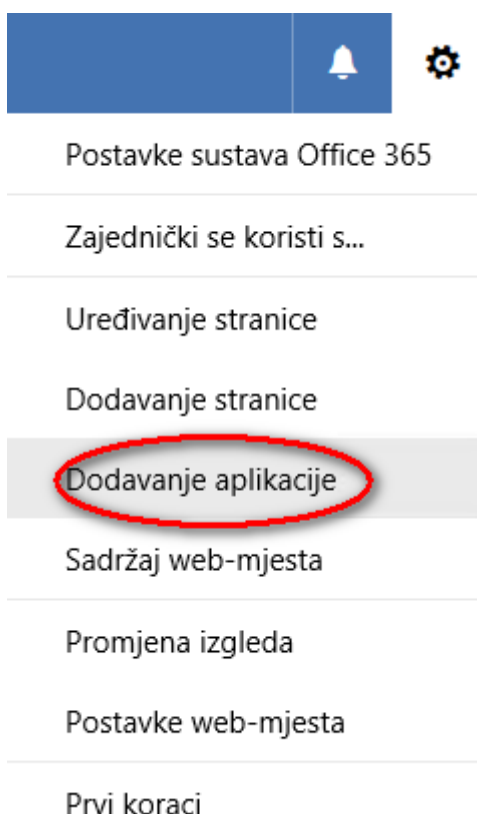 Postavke sustava Office 365
Zajednički se koristi s...
Uređivanje stranice
Dodavanje stranice
Dodavanje aplikacije
Sadržaj web-mjesta
Promjena izgleda
Postavke web-mjesta
Prvi koraci